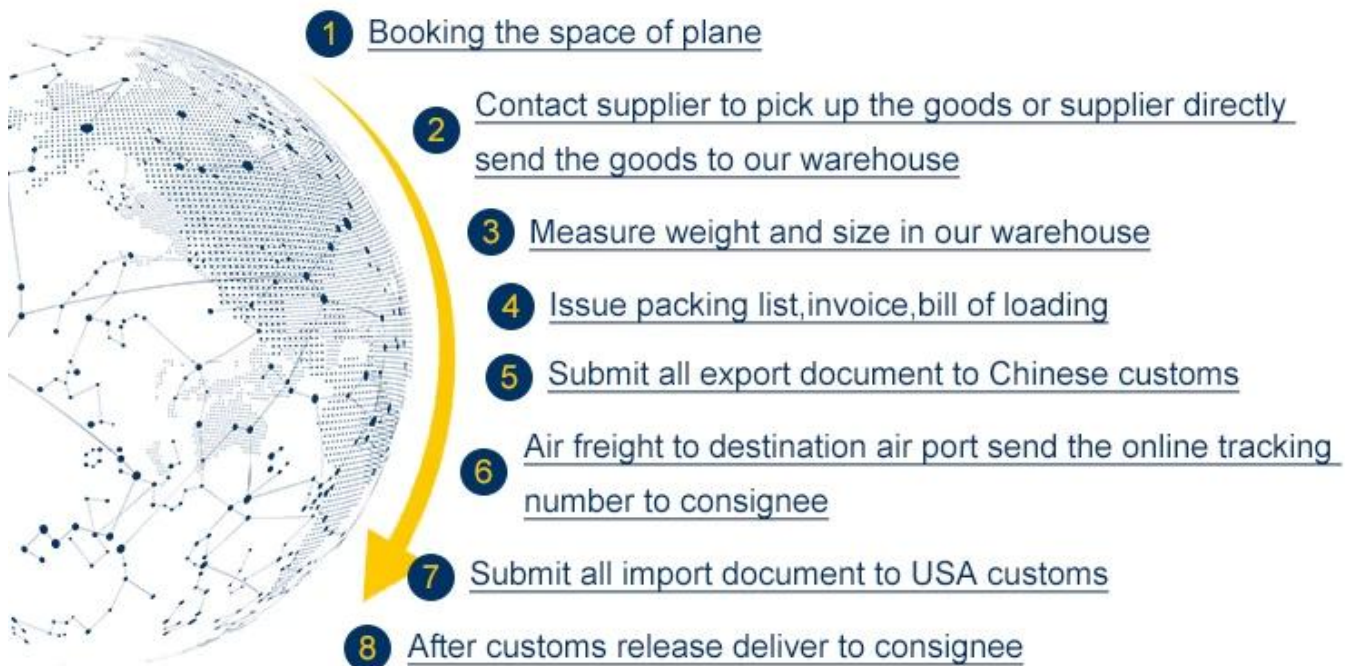 1 Booking the space of plane
2 Contact supplier to pick up the goods or supplier directly
send the goods to our warehouse
3 Measure weight and size in our warehouse
4 Issue packing list,invoice,bill of loading
5 Submit all export document to Chinese customs
6 Air freight to destination air port send the online tracking
number to consignee
7 Submit all import document to USA customs
8 After customs release deliver to consignee